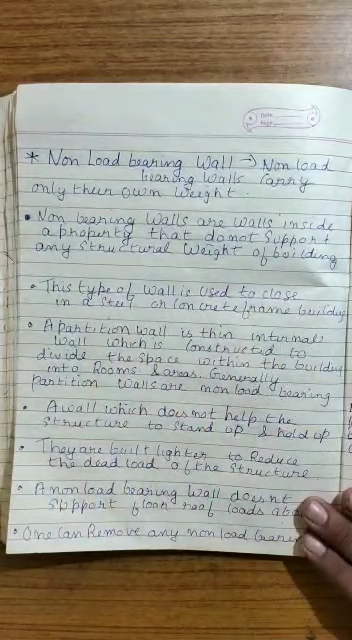 Date
Page
* Non Load bearing Wall → Non load
bearing walls carry
only their own weight.
• Non bearing walls are walls inside
a property that donot support
any structural weight of building
• This type of wall is used to close
in a steel or concrete frame building
• A partition wall is thin internal
wall which is constructed to
divide the space within the building
into Rooms & areas. Generally
partition walls are non load bearing
• A wall which does not help the
structure to stand up & hold up
• They are built lighter to Reduce
the dead load of the structure
• A non load bearing wall doesnt
support floor roof loads
• One can Remove any non load